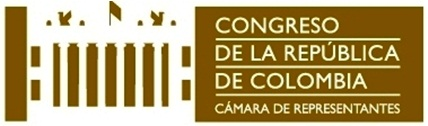 CONGRESO
DE LA REPÚBLICA
DE COLOMBIA
CÁMARA DE REPRESENTANTES